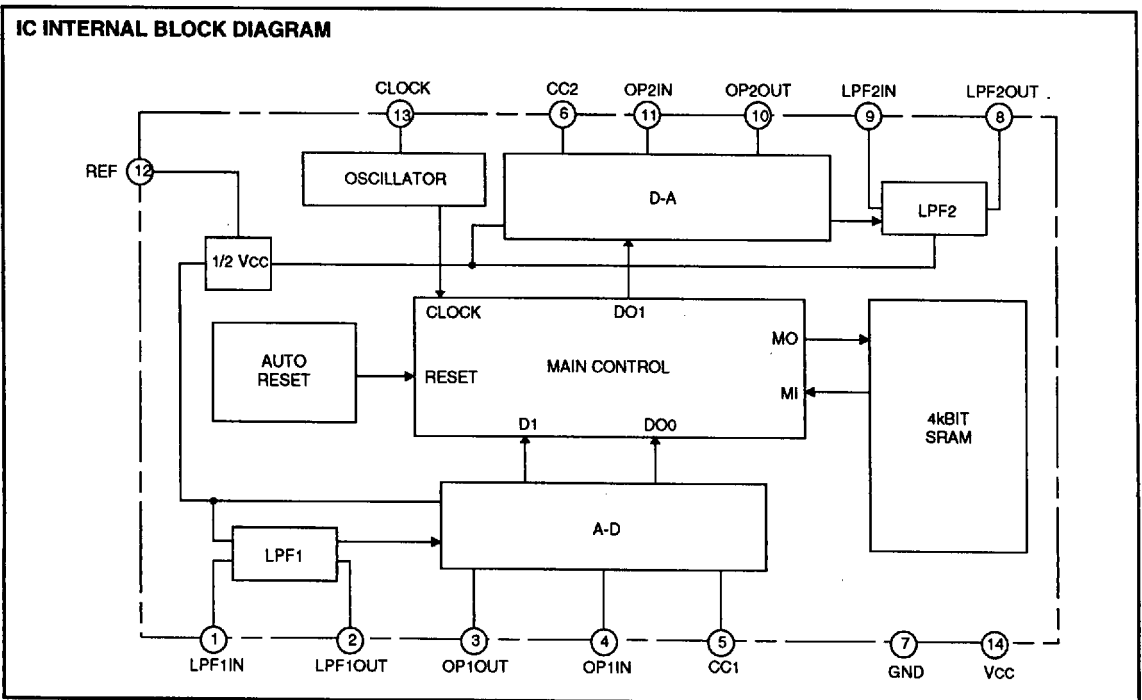 IC INTERNAL BLOCK DIAGRAM
CLOCK CC2 OP2IN OP2OUT LPF2IN LPF2OUT
13 6 11 10 9 8
REF 12
OSCILLATOR
D-A
LPF2
1/2 VCC
CLOCK DO1
MO
AUTO
RESET
RESET
MAIN CONTROL
MI
4kBIT
SRAM
D1 DO0
A-D
LPF1
1 2 3 4 5 7 14
LPF1IN LPF1OUT OP1OUT OP1IN CC1 GND VCC